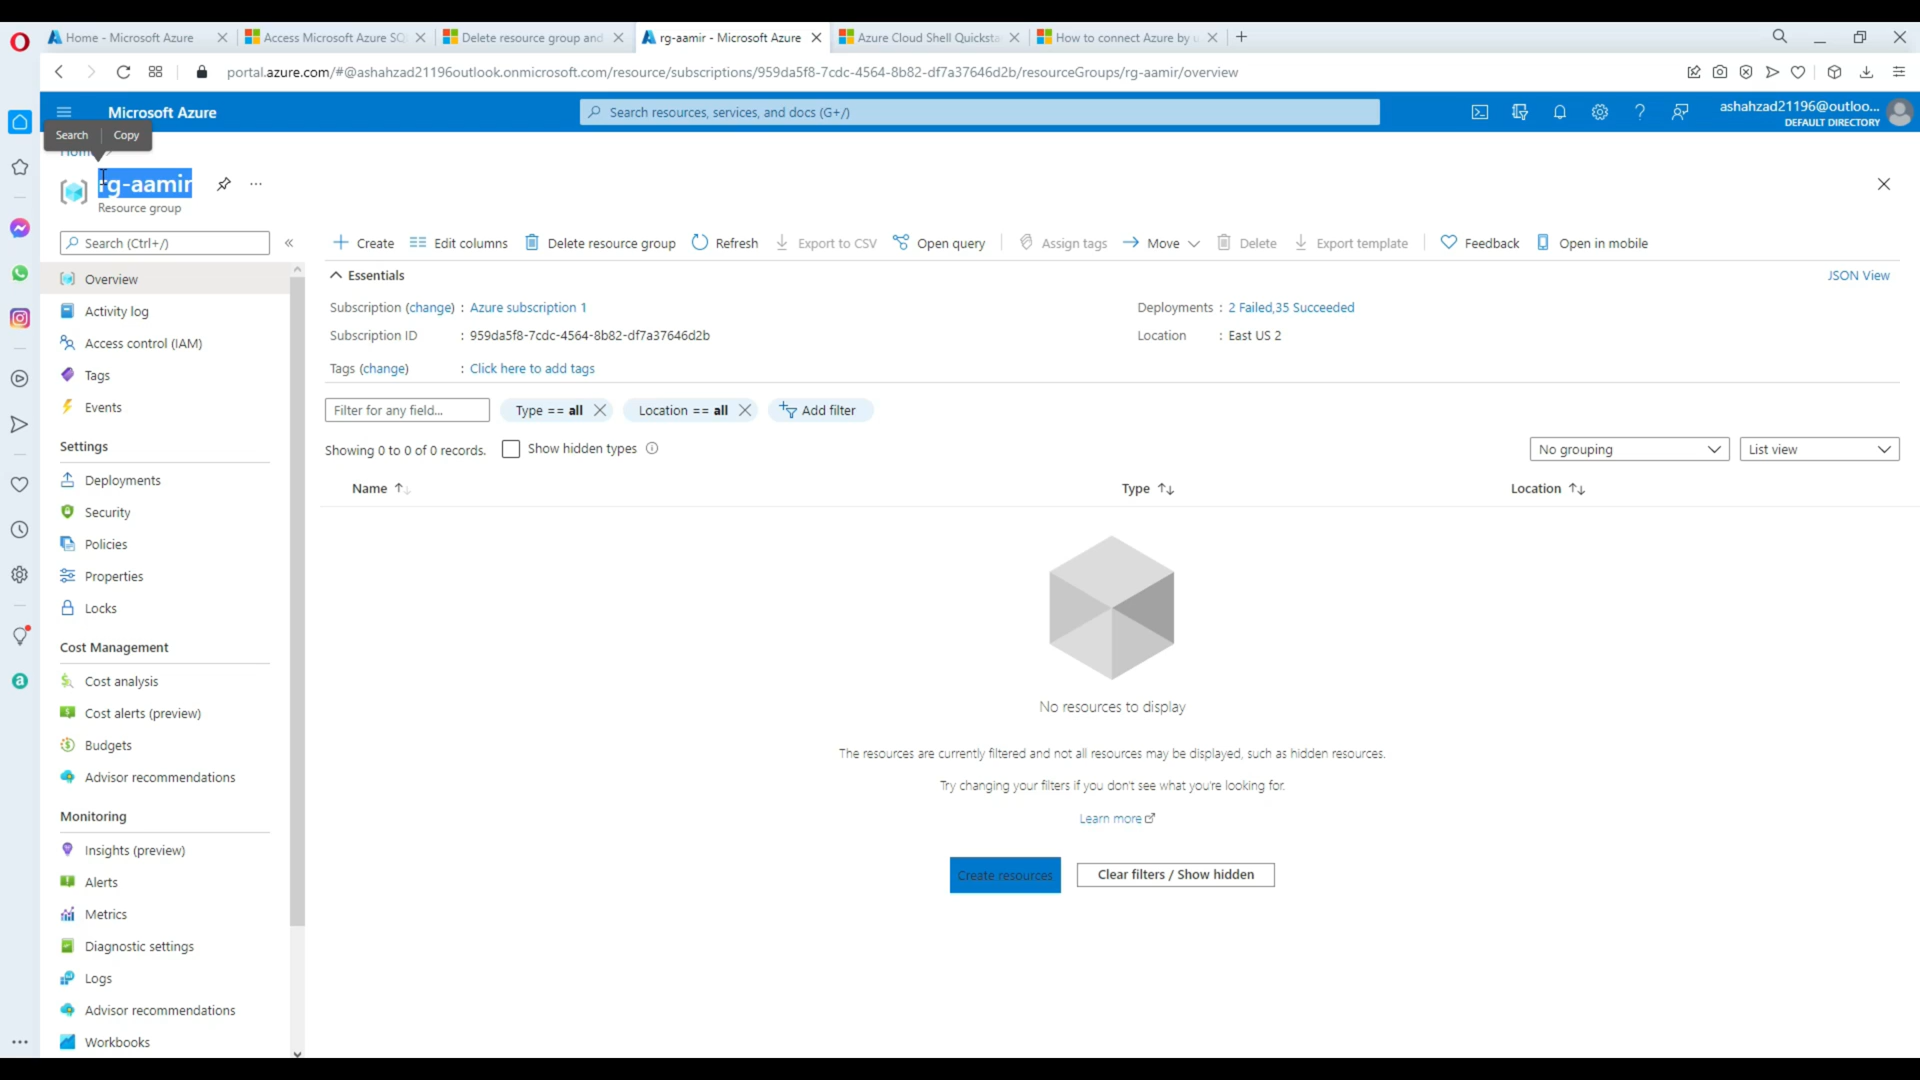 Home - Microsoft Azure
Access Microsoft Azure SQ
Delete resource group and
rg-aamir - Microsoft Azure
Azure Cloud Shell Quicksta
How to connect Azure by u
portal.azure.com/#@ashahzad21196outlook.onmicrosoft.com/resource/subscriptions/959da5f8-7cdc-4564-8b82-df7a37646d2b/resourceGroups/rg-aamir/overview
Microsoft Azure
Search resources, services, and docs (G+/)
ashahzad21196@outloo...
DEFAULT DIRECTORY
Search
Copy
Home
rg-aamir
...
Resource group
Search (Ctrl+/)
Create
Edit columns
Delete resource group
Refresh
Export to CSV
Open query
Assign tags
Move
Delete
Export template
Feedback
Open in mobile
Overview
Activity log
Access control (IAM)
Tags
Events
Settings
Deployments
Security
Policies
Properties
Locks
Cost Management
Cost analysis
Cost alerts (preview)
Budgets
Advisor recommendations
Monitoring
Insights (preview)
Alerts
Metrics
Diagnostic settings
Logs
Advisor recommendations
Workbooks
Essentials
JSON View
Subscription (change) : Azure subscription 1
Deployments : 2 Failed,35 Succeeded
Subscription ID : 959da5f8-7cdc-4564-8b82-df7a37646d2b
Location : East US 2
Tags (change) : Click here to add tags
Filter for any field...
Type == all
Location == all
Add filter
Showing 0 to 0 of 0 records.
Show hidden types
No grouping
List view
Name
Type
Location
No resources to display
The resources are currently filtered and not all resources may be displayed, such as hidden resources.
Try changing your filters if you don't see what you're looking for.
Learn more
Create resources
Clear filters / Show hidden